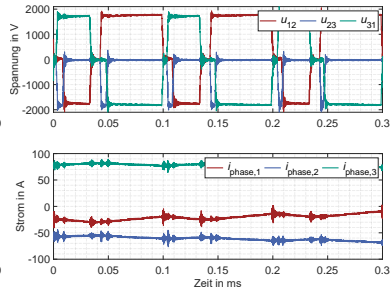 2000
1000
0
-1000
-2000
Spannung in V
u12 u23 u31
0 0.05 0.1 0.15 0.2 0.25 0.3
100
50
0
-50
-100
Strom in A
iphase,1 iphase,2 iphase,3
0 0.05 0.1 0.15 0.2 0.25 0.3
Zeit in ms